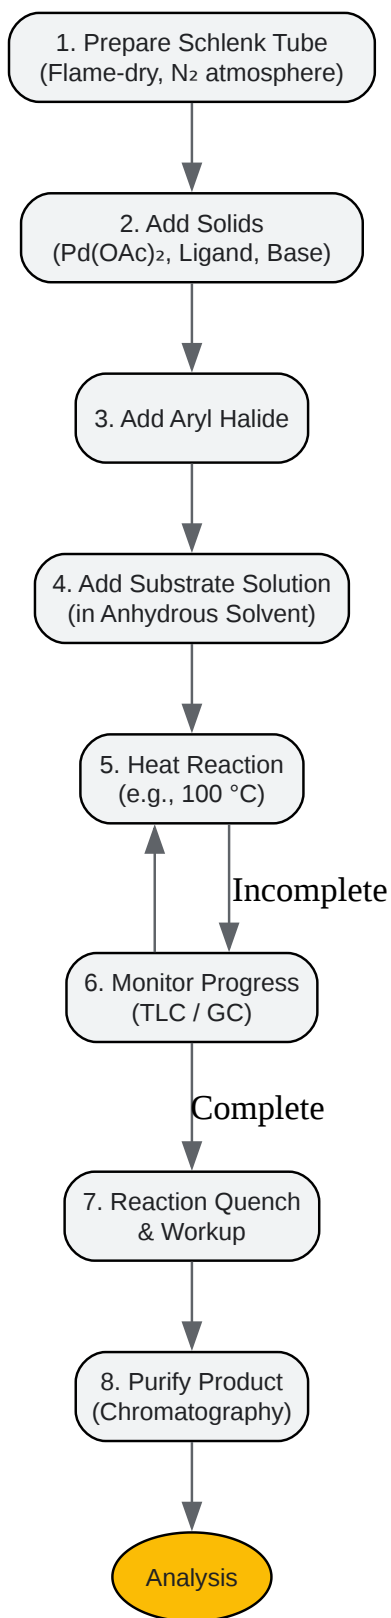 1. Prepare Schlenk Tube
(Flame-dry, N₂ atmosphere)
2. Add Solids
(Pd(OAc)₂, Ligand, Base)
3. Add Aryl Halide
4. Add Substrate Solution
(in Anhydrous Solvent)
5. Heat Reaction
(e.g., 100 °C)
Incomplete
6. Monitor Progress
(TLC / GC)
Complete
7. Reaction Quench
& Workup
8. Purify Product
(Chromatography)
Analysis